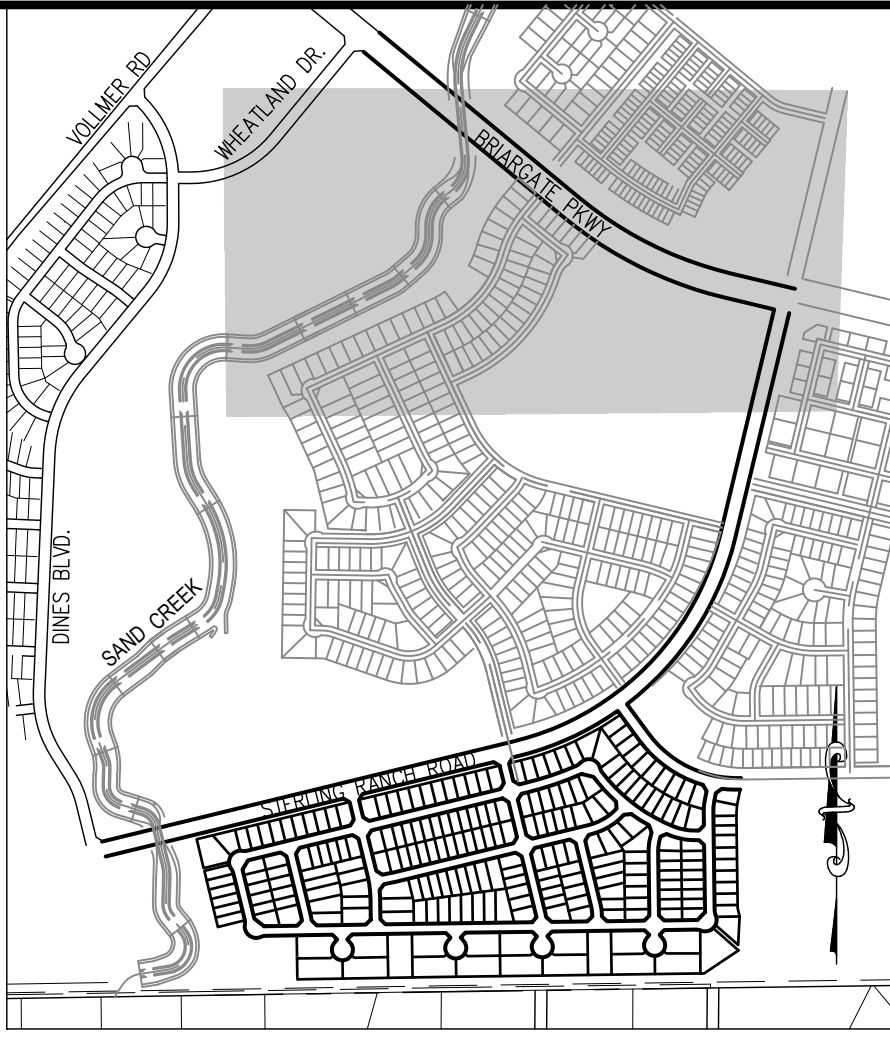 VOLLMER RD
WHEATLAND DR.
BRIARGATE PKWY
DINES BLVD.
SAND CREEK
STERLING RANCH ROAD